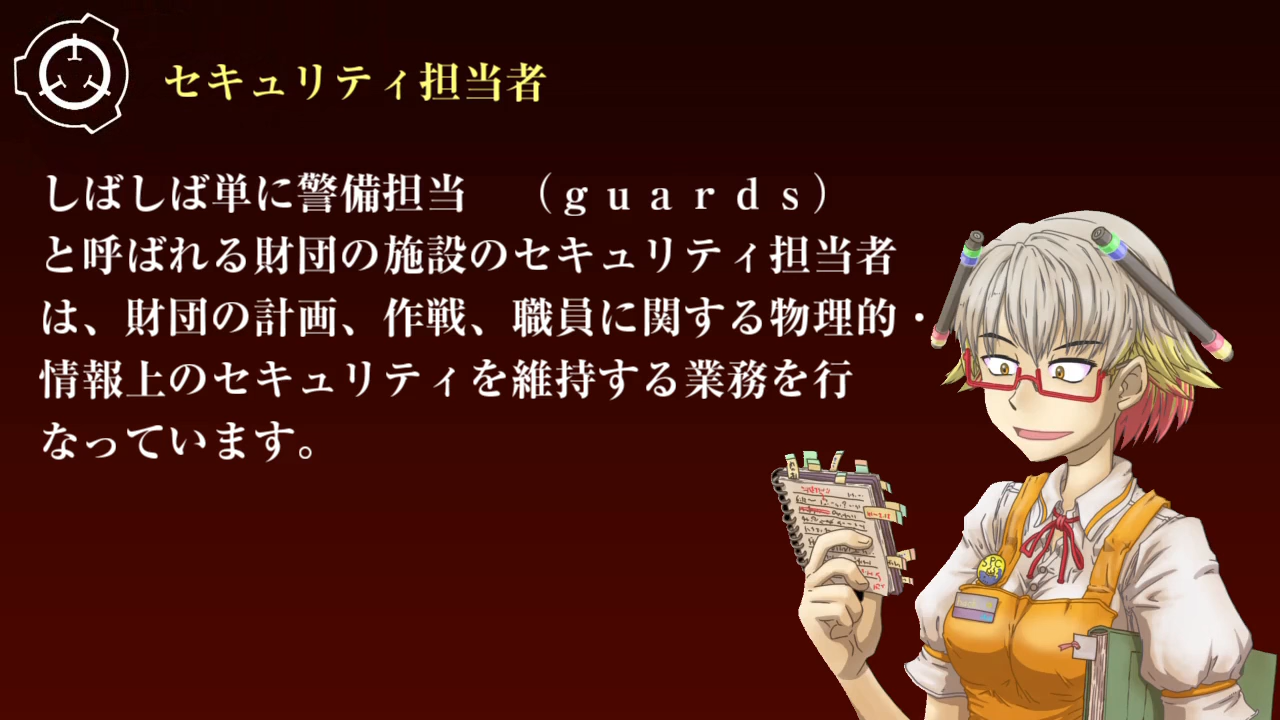 セキュリティ担当者
しばしば単に警備担当　（ｇｕａｒｄｓ）
と呼ばれる財団の施設のセキュリティ担当者
は、財団の計画、作戦、職員に関する物理的・
情報上のセキュリティを維持する業務を行
なっています。